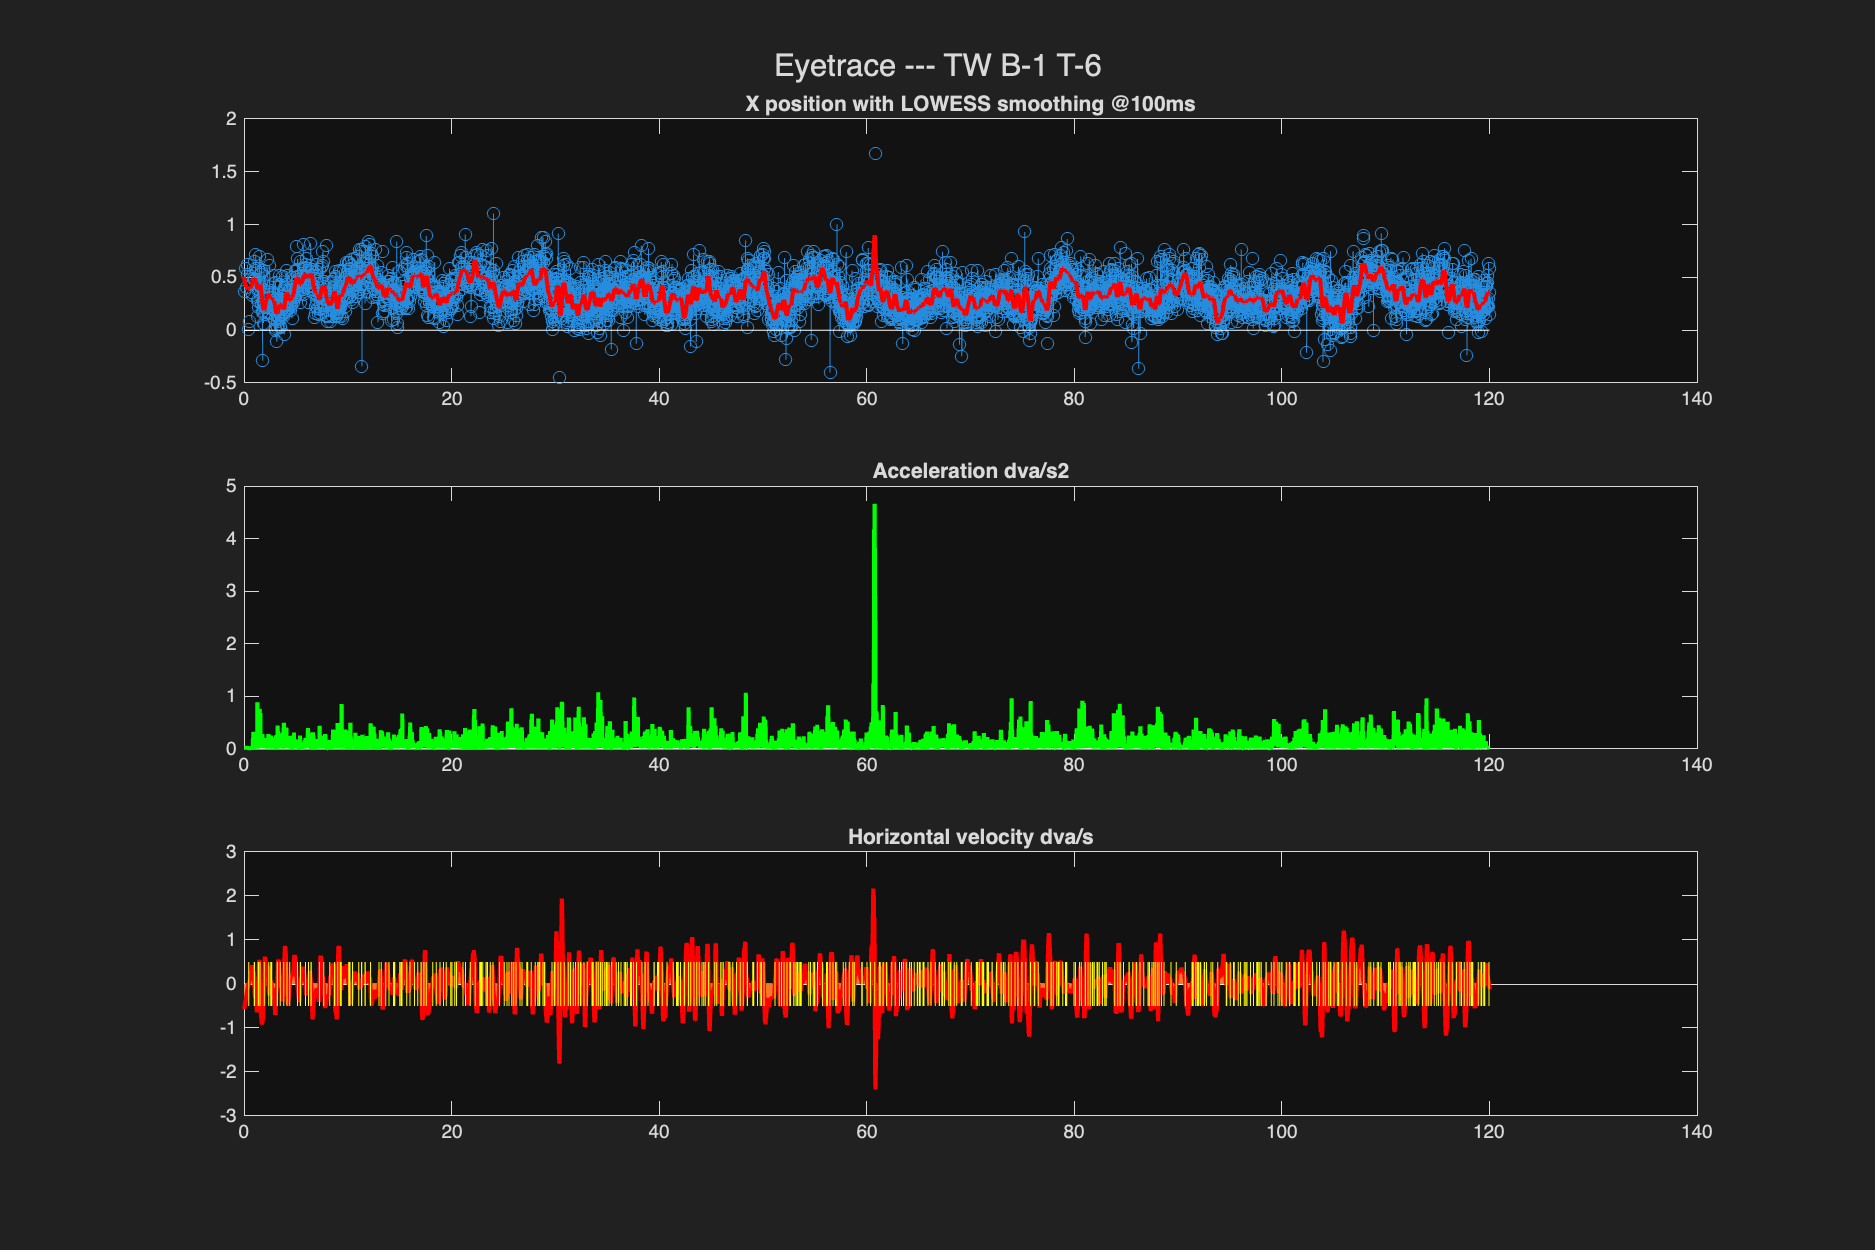 Eyetrace --- TW B-1 T-6
X position with LOWESS smoothing @100ms
2
1.5
1
0.5
0
-0.5
0 20 40 60 80 100 120 140
Acceleration dva/s2
5
4
3
2
1
0
0 20 40 60 80 100 120 140
Horizontal velocity dva/s
3
2
1
0
-1
-2
-3
0 20 40 60 80 100 120 140